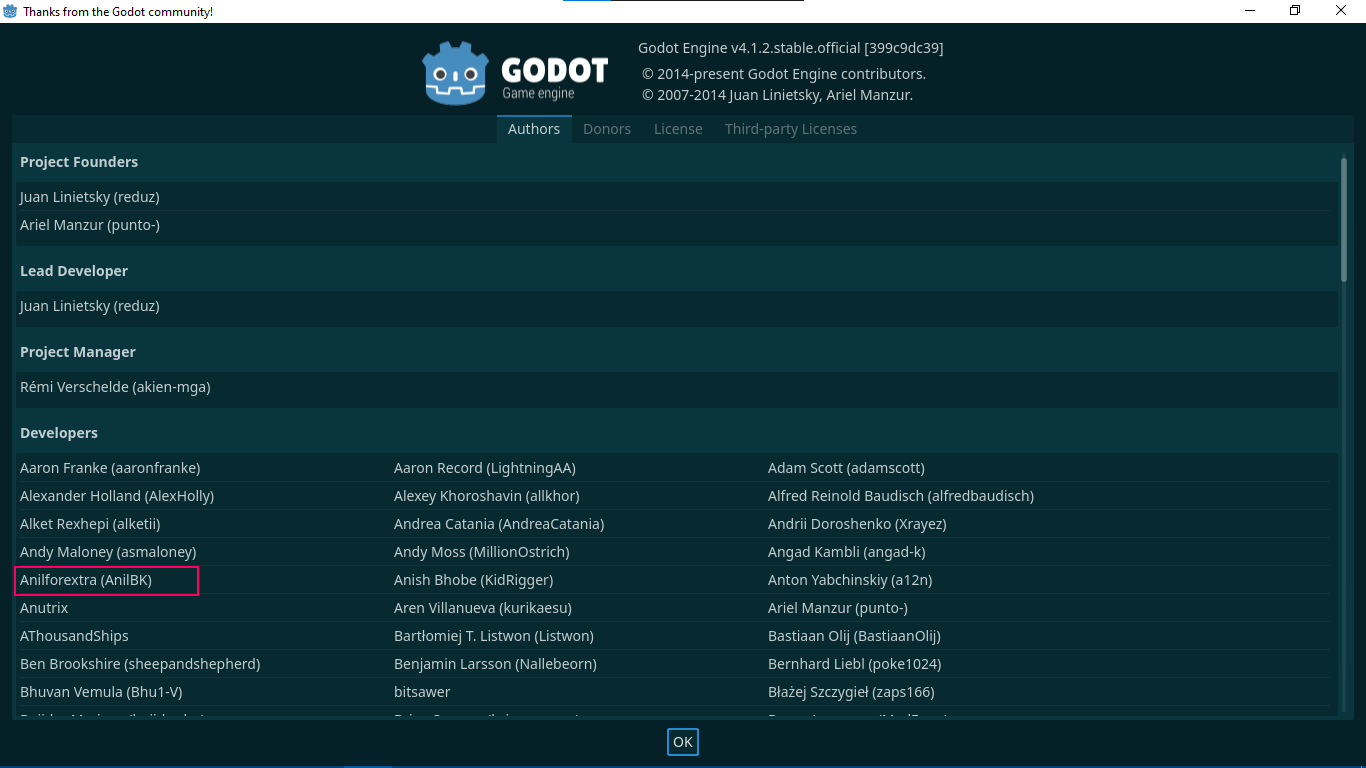 Thanks from the Godot community!
GODOT
Game engine
Godot Engine v4.1.2.stable.official [399c9dc39]
© 2014-present Godot Engine contributors.
© 2007-2014 Juan Linietsky, Ariel Manzur.
Authors Donors License Third-party Licenses
Project Founders
Juan Linietsky (reduz)
Ariel Manzur (punto-)
Lead Developer
Juan Linietsky (reduz)
Project Manager
Rémi Verschelde (akien-mga)
Developers
Aaron Franke (aaronfranke) Aaron Record (LightningAA) Adam Scott (adamscott)
Alexander Holland (AlexHolly) Alexey Khoroshavin (allkhor) Alfred Reinold Baudisch (alfredbaudisch)
Alket Rexhepi (alketii) Andrea Catania (AndreaCatania) Andrii Doroshenko (Xrayez)
Andy Maloney (asmaloney) Andy Moss (MillionOstrich) Angad Kambli (angad-k)
Anilforextra (AnilBK) Anish Bhobe (KidRigger) Anton Yabchinskiy (a12n)
Anutrix Aren Villanueva (kurikaesu) Ariel Manzur (punto-)
AThousandShips Bartłomiej T. Listwon (Listwon) Bastiaan Olij (BastiaanOlij)
Ben Brookshire (sheepandshepherd) Benjamin Larsson (Nallebeorn) Bernhard Liebl (poke1024)
Bhuvan Vemula (Bhu1-V) bitsawer Błażej Szczygieł (zaps166)
OK